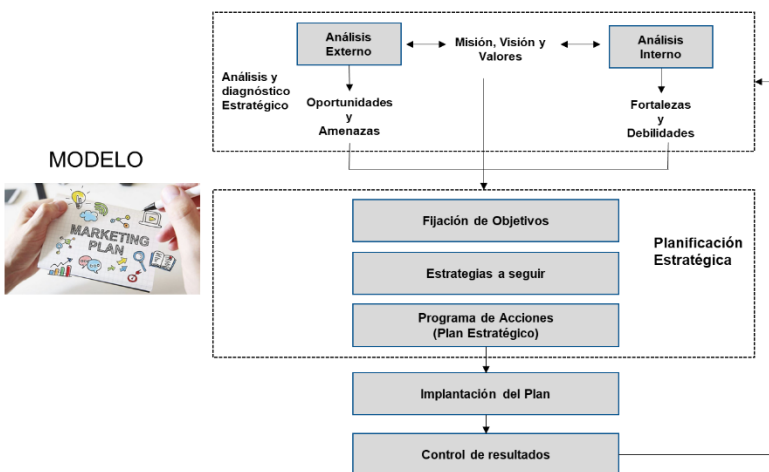 Análisis
Externo
Misión, Visión y
Valores
Análisis
Interno
Análisis y
diagnóstico
Estratégico
Oportunidades
y
Amenazas
Fortalezas
y
Debilidades
MODELO
MARKETING
PLAN
Fijación de Objetivos
Estrategias a seguir
Programa de Acciones
(Plan Estratégico)
Planificación
Estratégica
Implantación del Plan
Control de resultados